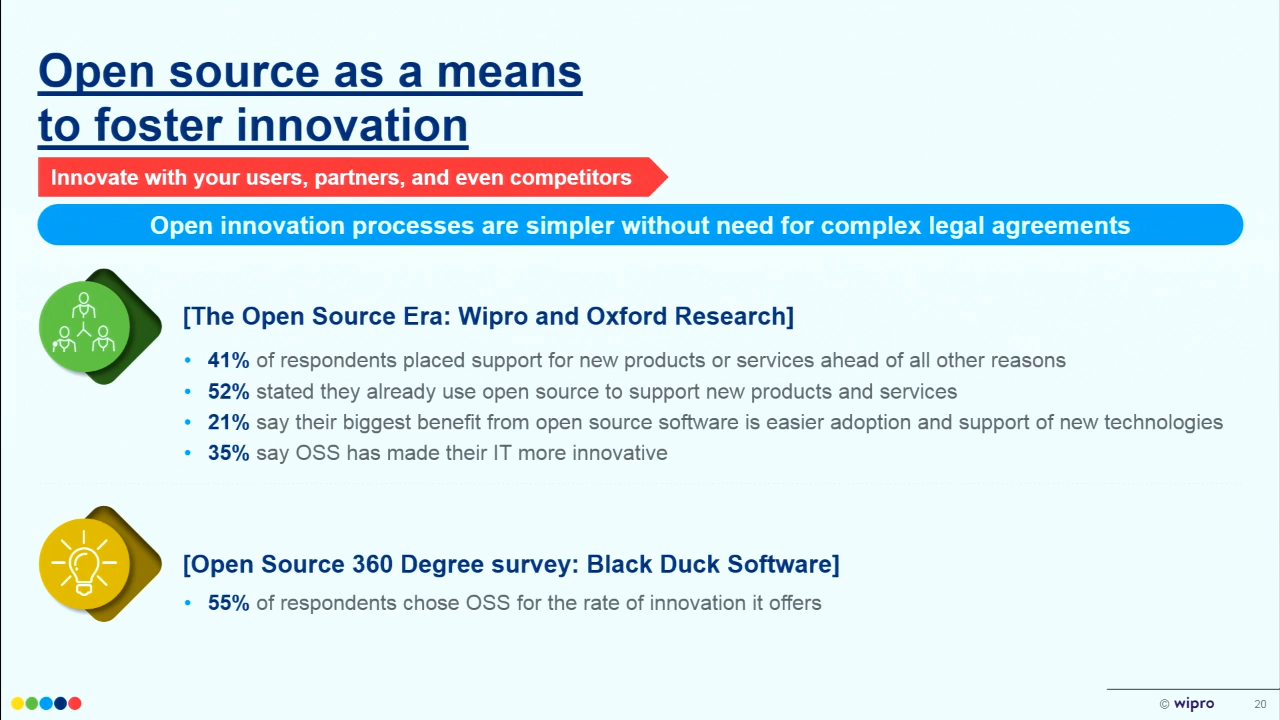 Open source as a means
to foster innovation
Innovate with your users, partners, and even competitors
Open innovation processes are simpler without need for complex legal agreements
[The Open Source Era: Wipro and Oxford Research]
• 41% of respondents placed support for new products or services ahead of all other reasons
• 52% stated they already use open source to support new products and services
• 21% say their biggest benefit from open source software is easier adoption and support of new technologies
• 35% say OSS has made their IT more innovative
[Open Source 360 Degree survey: Black Duck Software]
• 55% of respondents chose OSS for the rate of innovation it offers
© wipro 20